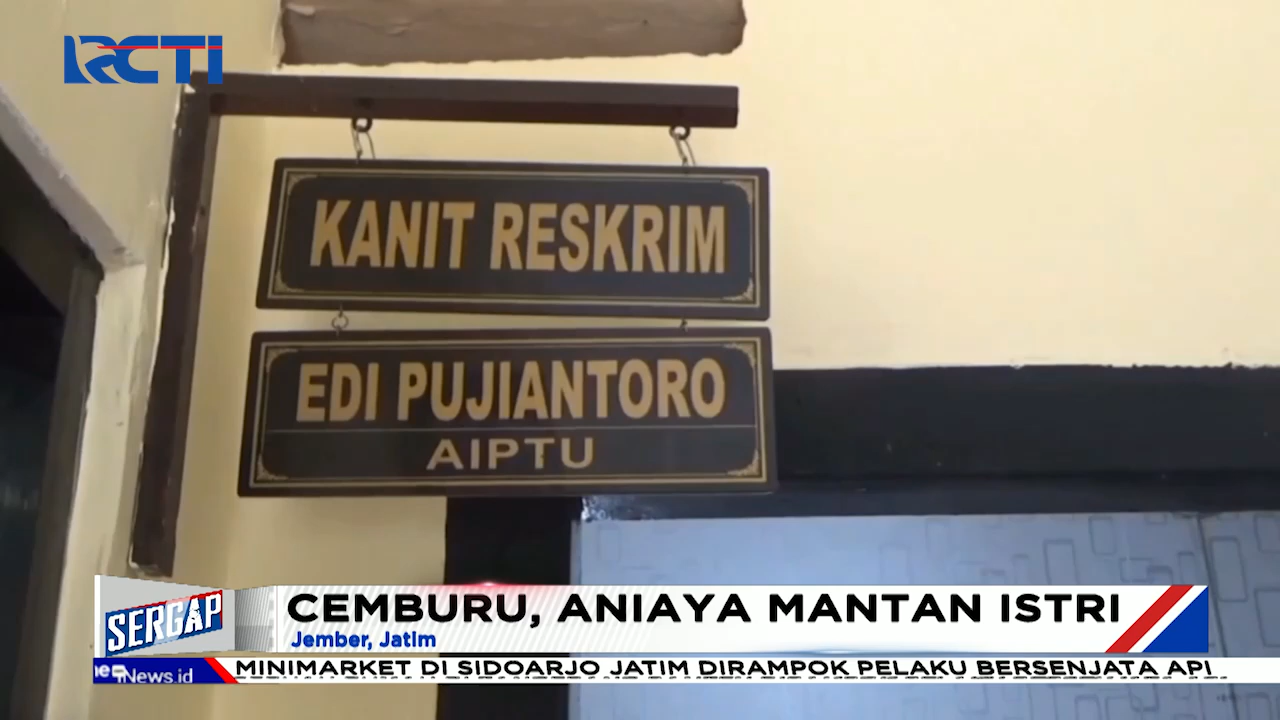 RCTI
KANIT RESKRIM
EDI PUJIANTORO
AIPTU
SERGAP
CEMBURU, ANIAYA MANTAN ISTRI
Jember, Jatim
iNews.id
MINIMARKET DI SIDOARJO JATIM DIRAMPOK PELAKU BERSENJATA API